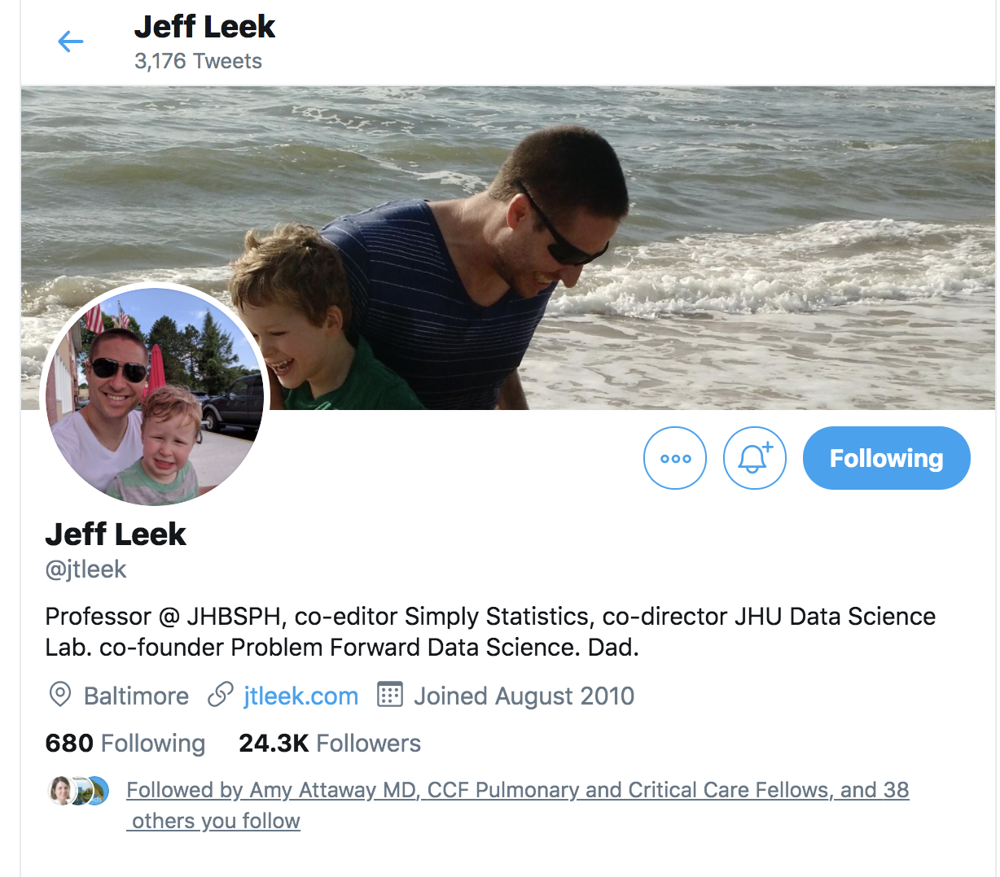 Jeff Leek
3,176 Tweets
Following
Jeff Leek
@jtleek
Professor @ JHBSPH, co-editor Simply Statistics, co-director JHU Data Science
Lab. co-founder Problem Forward Data Science. Dad.
Baltimore jtleek.com Joined August 2010
680 Following 24.3K Followers
Followed by Amy Attaway MD, CCF Pulmonary and Critical Care Fellows, and 38
others you follow